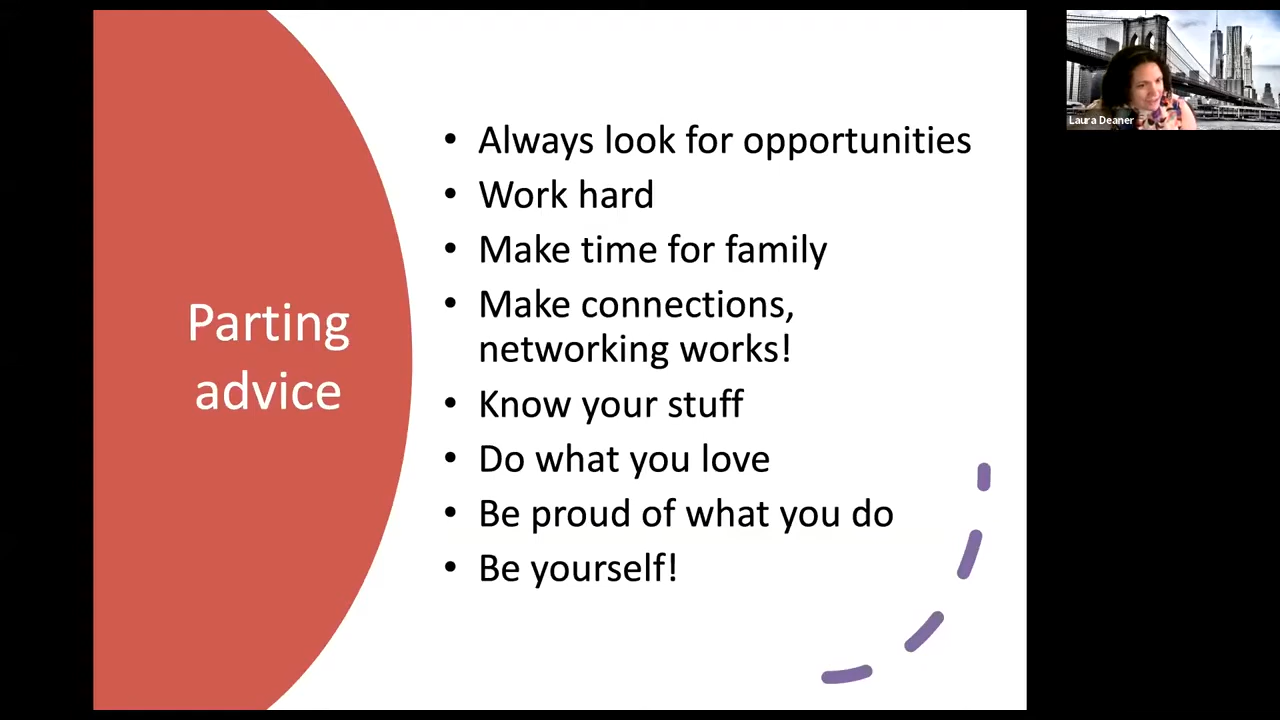 Parting
advice
• Always look for opportunities
• Work hard
• Make time for family
• Make connections,
networking works!
• Know your stuff
• Do what you love
• Be proud of what you do
• Be yourself!
Laura Deaner